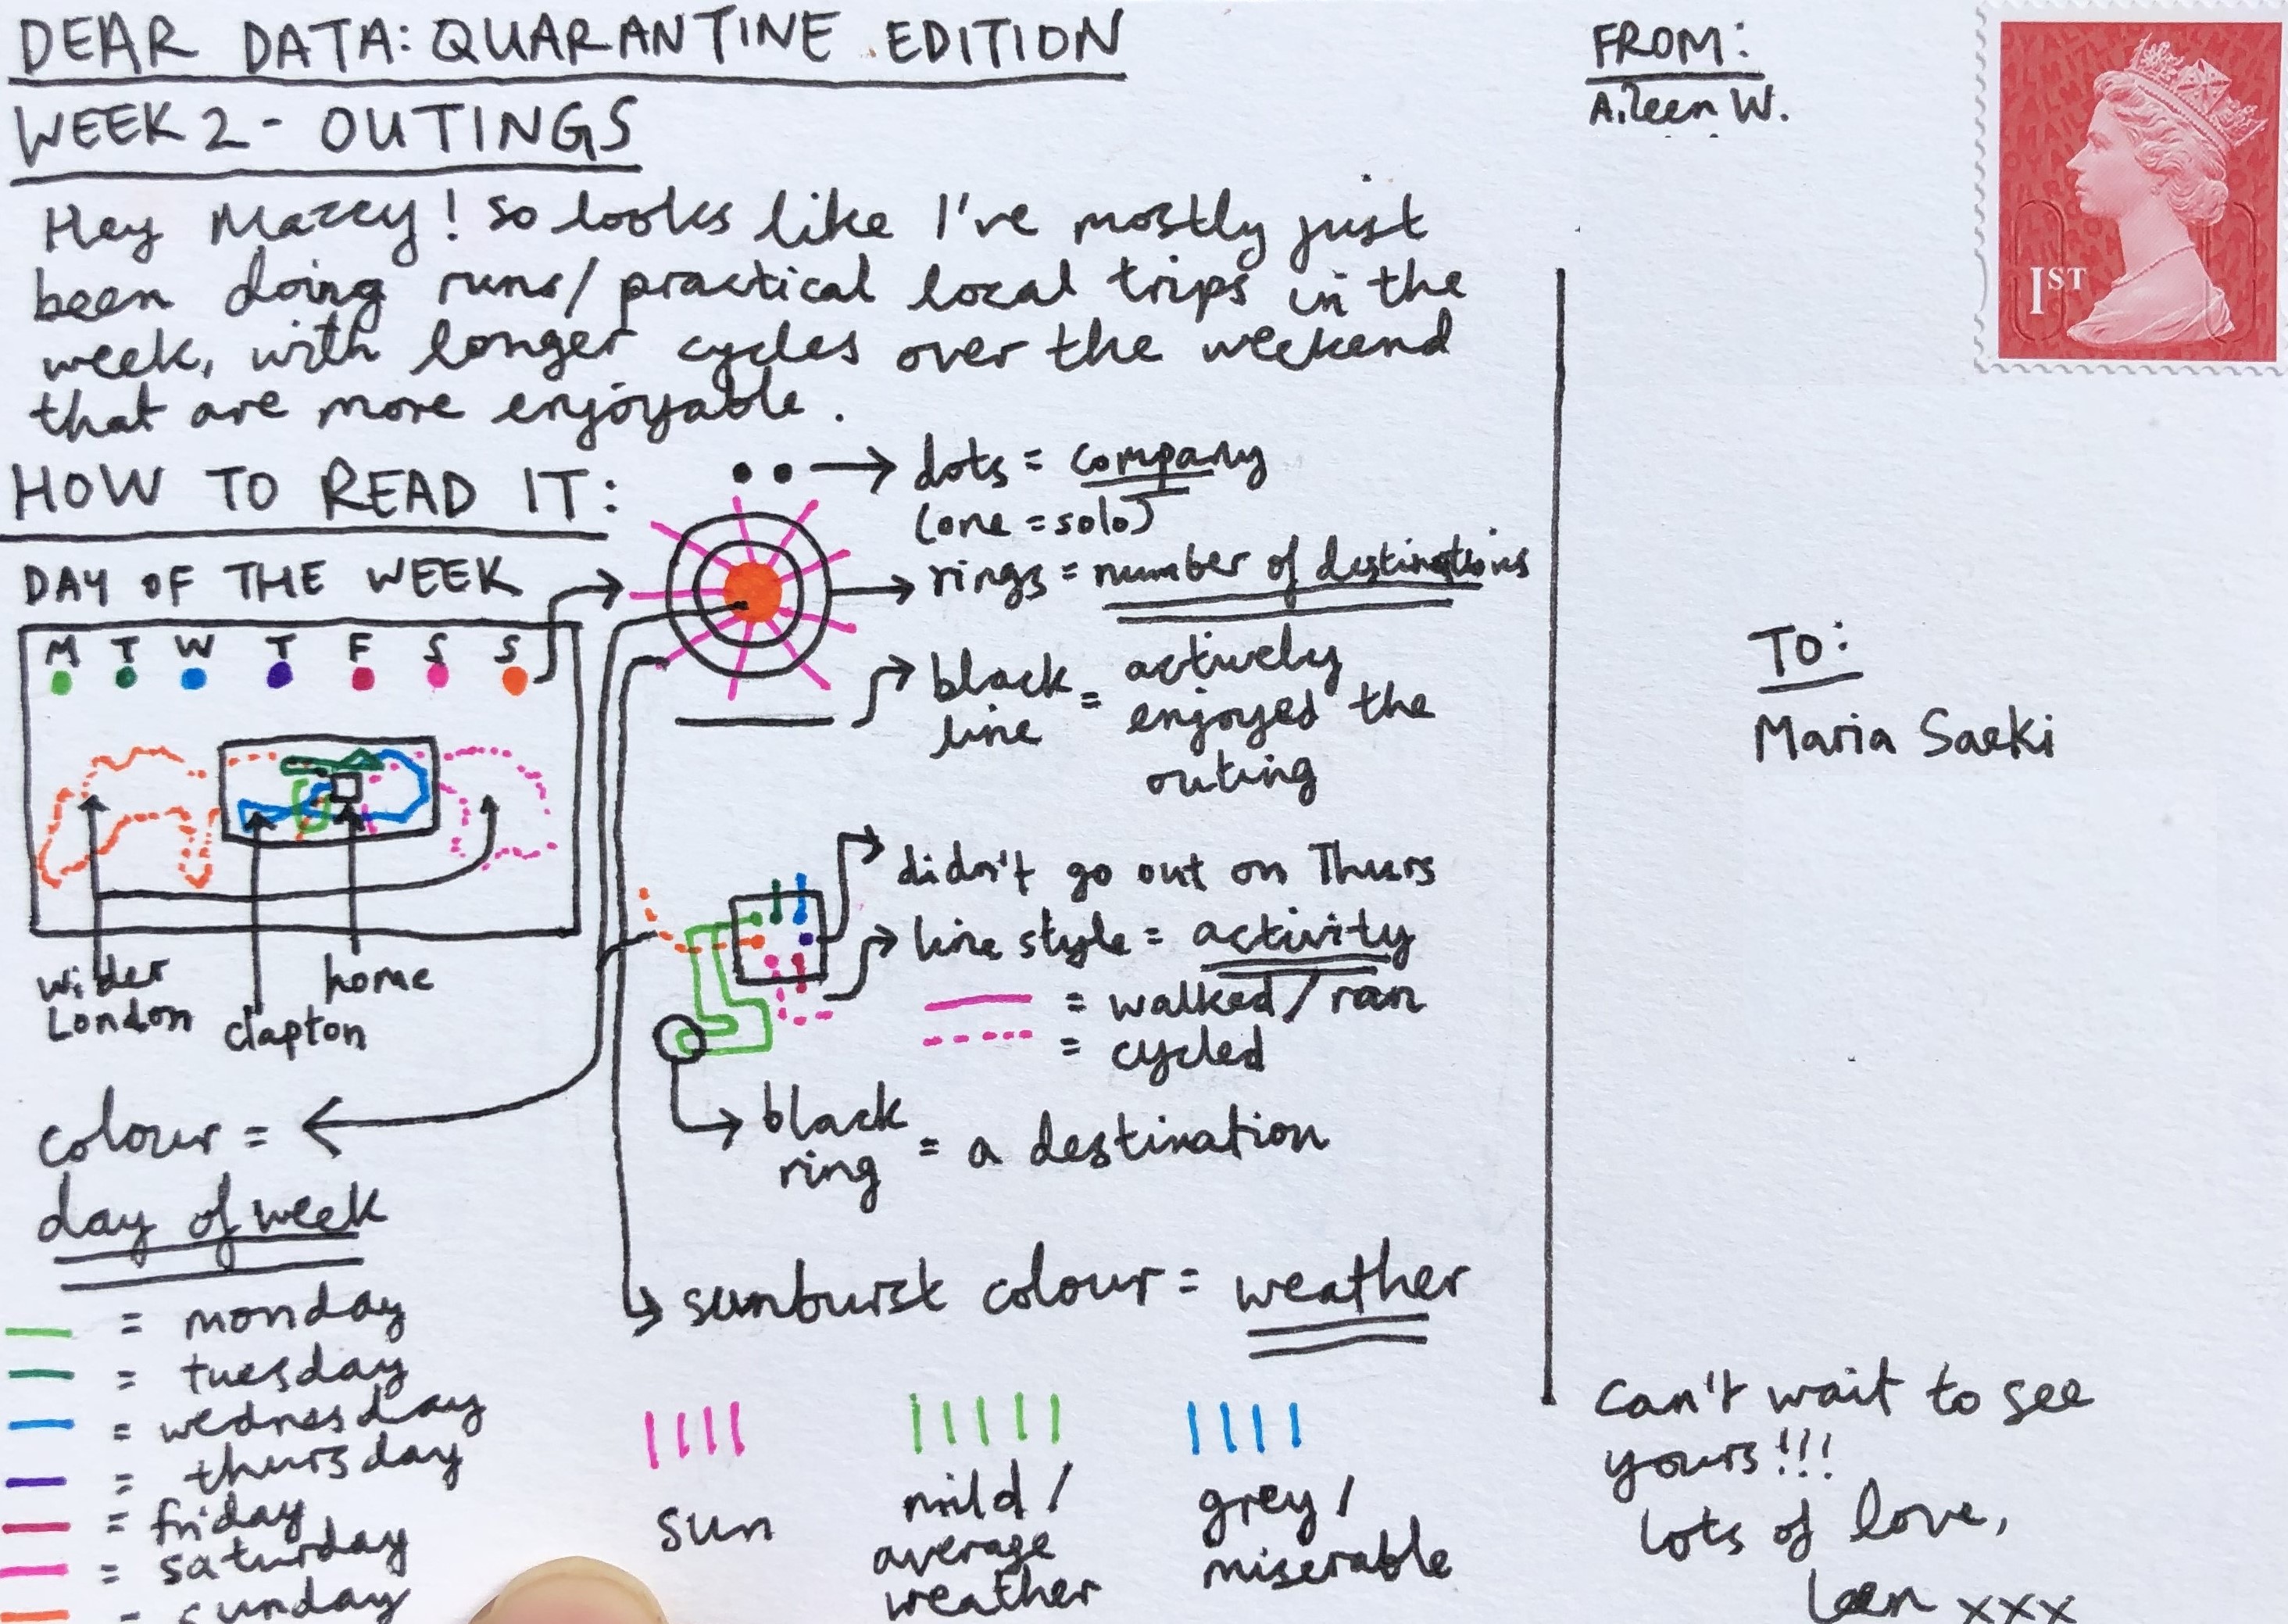 DEAR DATA: QUARANTINE EDITION
WEEK 2 - OUTINGS
Hey Mazzy! So looks like I've mostly just
been doing runs/practical local trips in the
week, with longer cycles over the weekend
that are more enjoyable.
HOW TO READ IT:
dots = company
(one = solo)
rings = number of destinations
black line = actively enjoyed the outing
DAY OF THE WEEK
M T W T F S S
wider London
clapton
home
didn't go out on Thurs
line style = activity
= walked/ran
= cycled
black ring = a destination
colour =
day of week
= monday
= tuesday
= wednesday
= thursday
= friday
= saturday
= sunday
sunburst colour = weather
sun
mild/
average
weather
grey/
miserable
FROM:
Aileen W.
1ST
TO:
Maria Saeki
Can't wait to see
yours!!!
lots of love,
leen xxx